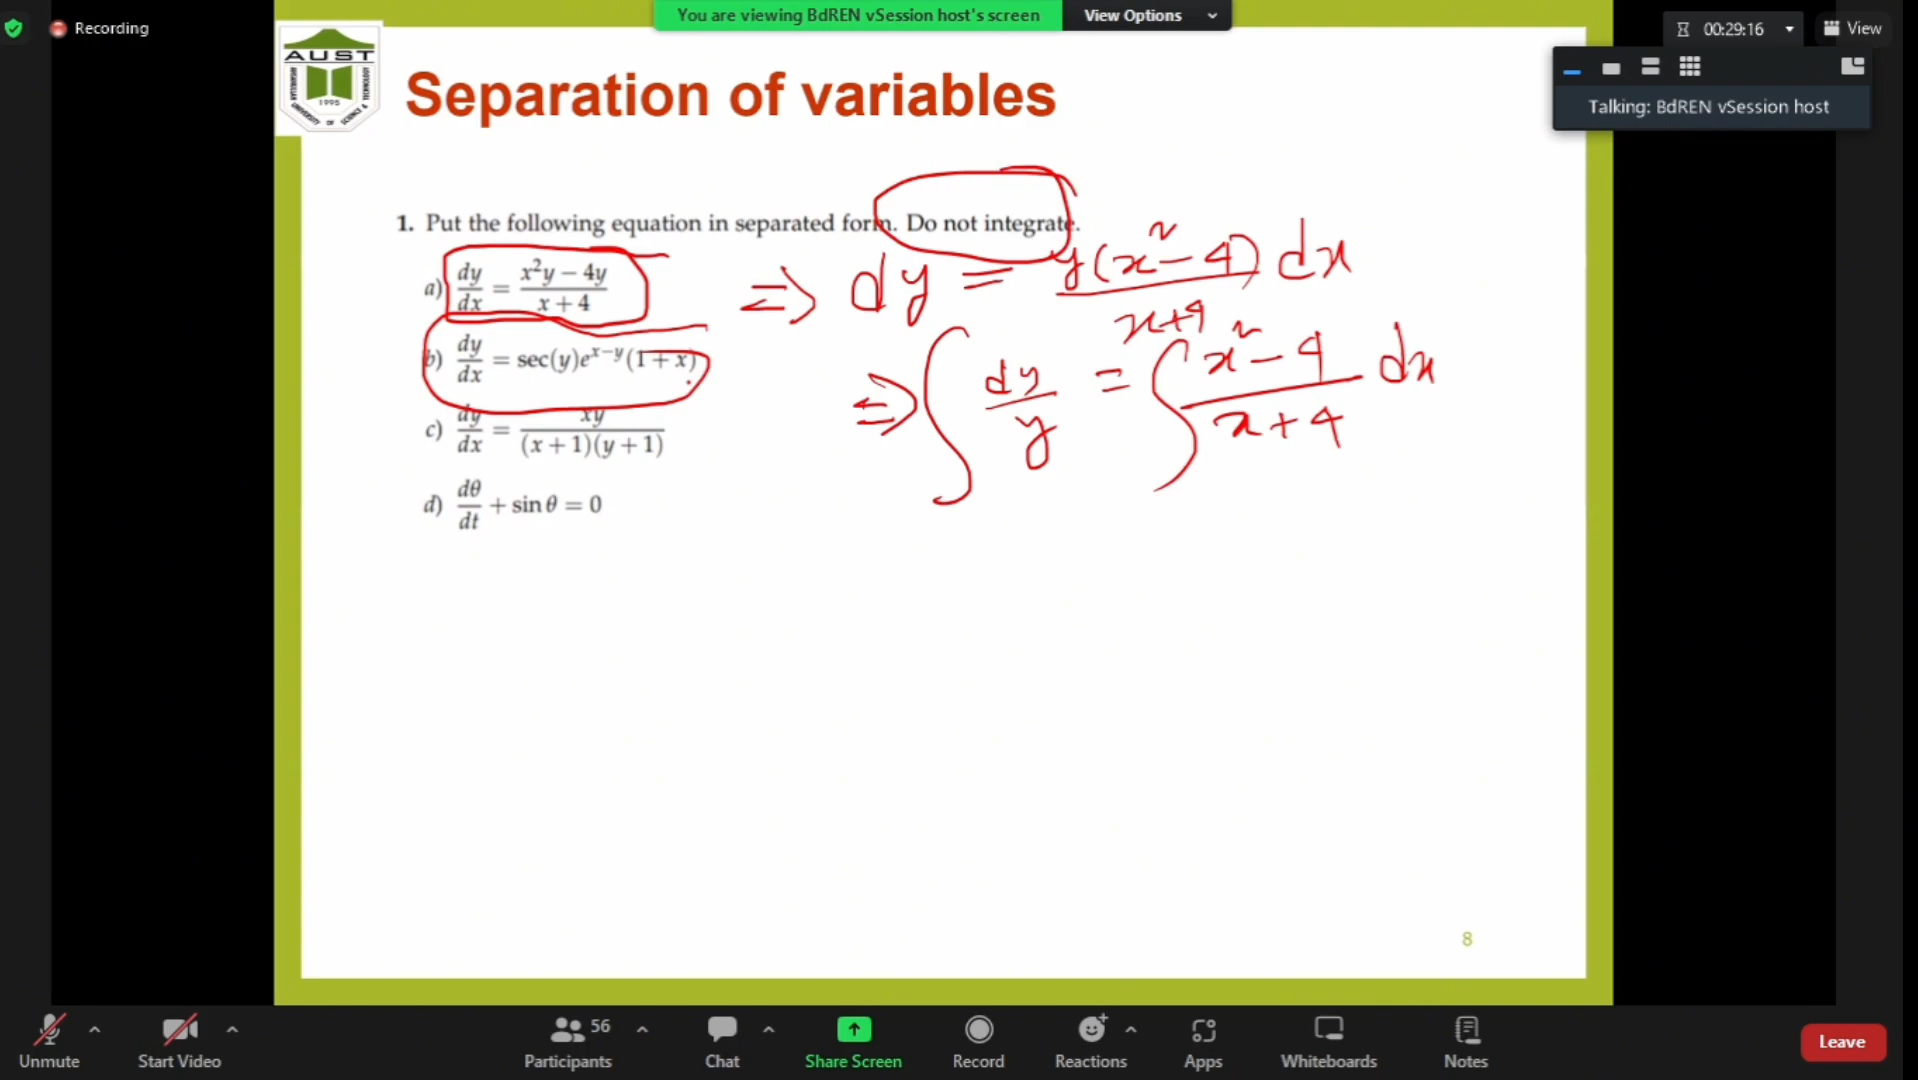 You are viewing BdREN vSession host's screen
View Options
Recording
00:29:16
View
Talking: BdREN vSession host
AUST
1995
Separation of variables
1. Put the following equation in separated form. Do not integrate.
a) dy/dx = (x²y − 4y)/(x + 4)
⇒ dy = y(x²-4)/(x+4) dx
b) dy/dx = sec(y)e^(x−y)(1 + x)
⇒ ∫ dy/y = ∫ (x²-4)/(x+4) dx
c) dy/dx = xy/((x + 1)(y + 1))
d) dθ/dt + sin θ = 0
8
Unmute
Start Video
56
Participants
Chat
Share Screen
Record
Reactions
Apps
Whiteboards
Notes
Leave